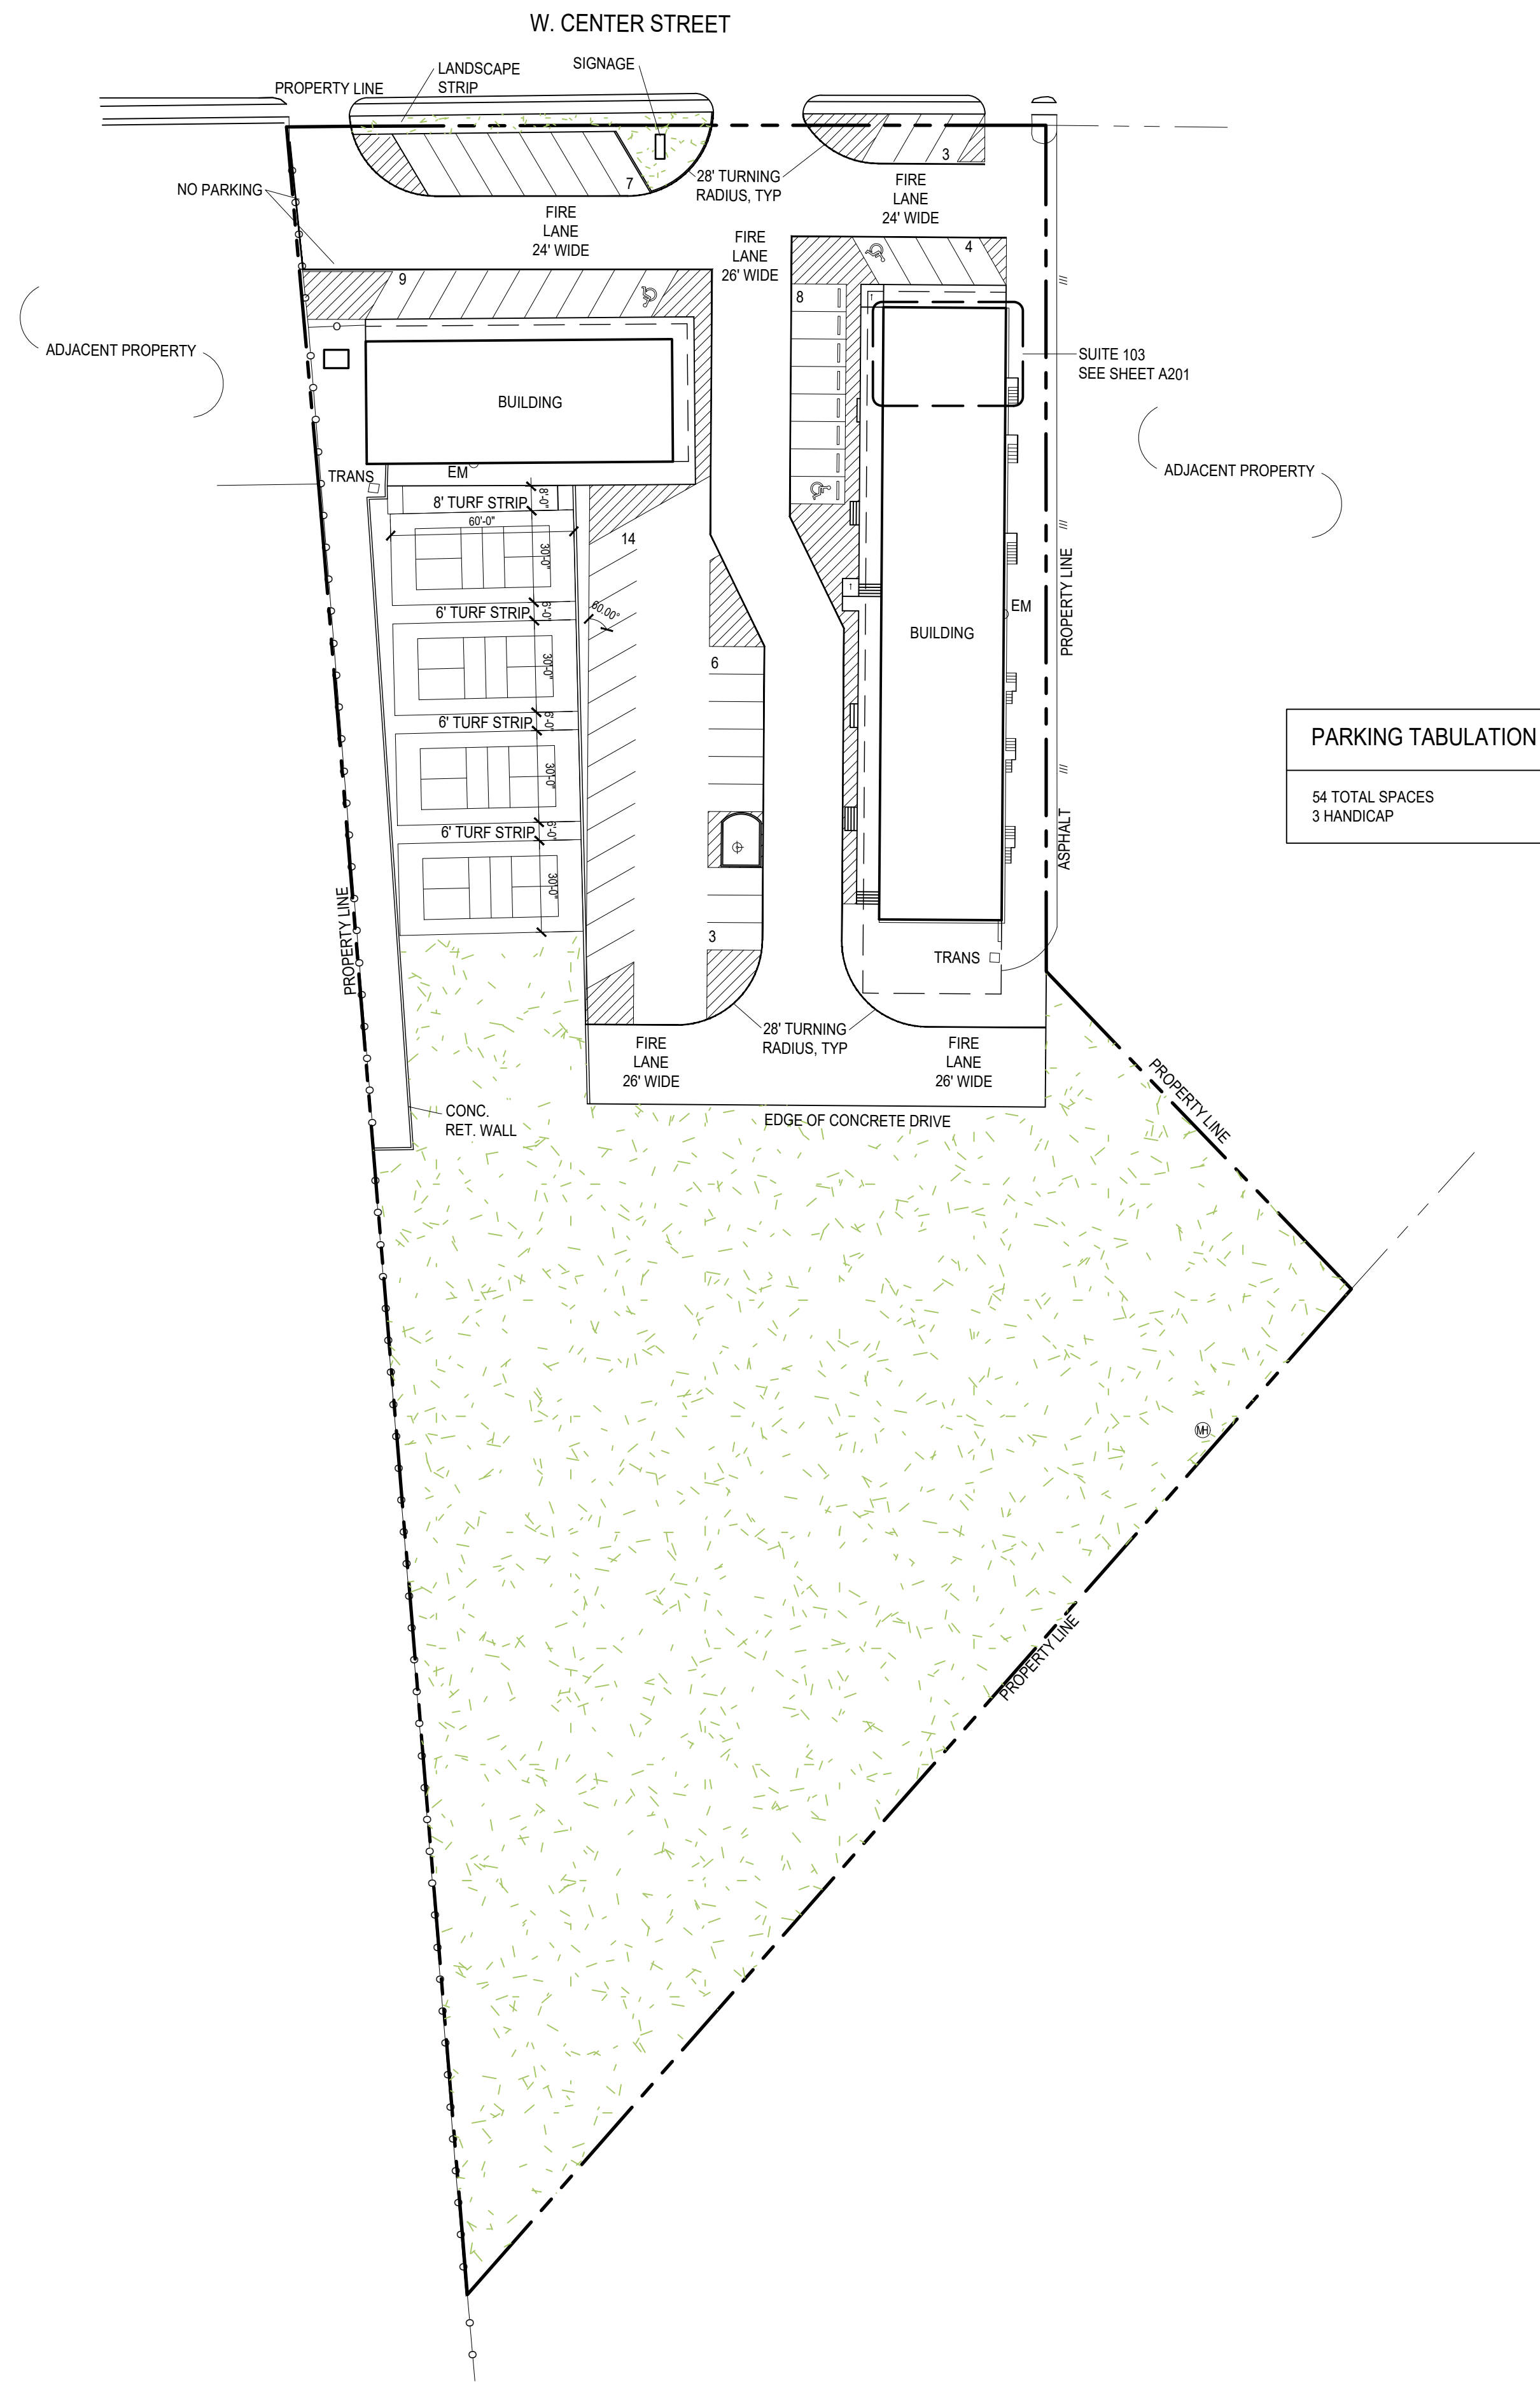 W. CENTER STREET
SIGNAGE
LANDSCAPE
STRIP
PROPERTY LINE
3
7
28' TURNING
RADIUS, TYP
NO PARKING
FIRE
LANE
24' WIDE
FIRE
LANE
24' WIDE
FIRE
LANE
26' WIDE
4
9
8
ADJACENT PROPERTY
SUITE 103
SEE SHEET A201
BUILDING
ADJACENT PROPERTY
TRANS
EM
8' TURF STRIP
8'-0"
60'-0"
14
30'-0"
60.00°
6' TURF STRIP
6'-0"
EM
PROPERTY LINE
BUILDING
6
30'-0"
6' TURF STRIP
6'-0"
PARKING TABULATION
54 TOTAL SPACES
3 HANDICAP
30'-0"
6' TURF STRIP
6'-0"
ASPHALT
30'-0"
3
PROPERTY LINE
TRANS
28' TURNING
RADIUS, TYP
FIRE
LANE
26' WIDE
FIRE
LANE
26' WIDE
PROPERTY LINE
CONC.
RET. WALL
EDGE OF CONCRETE DRIVE
MH
PROPERTY LINE